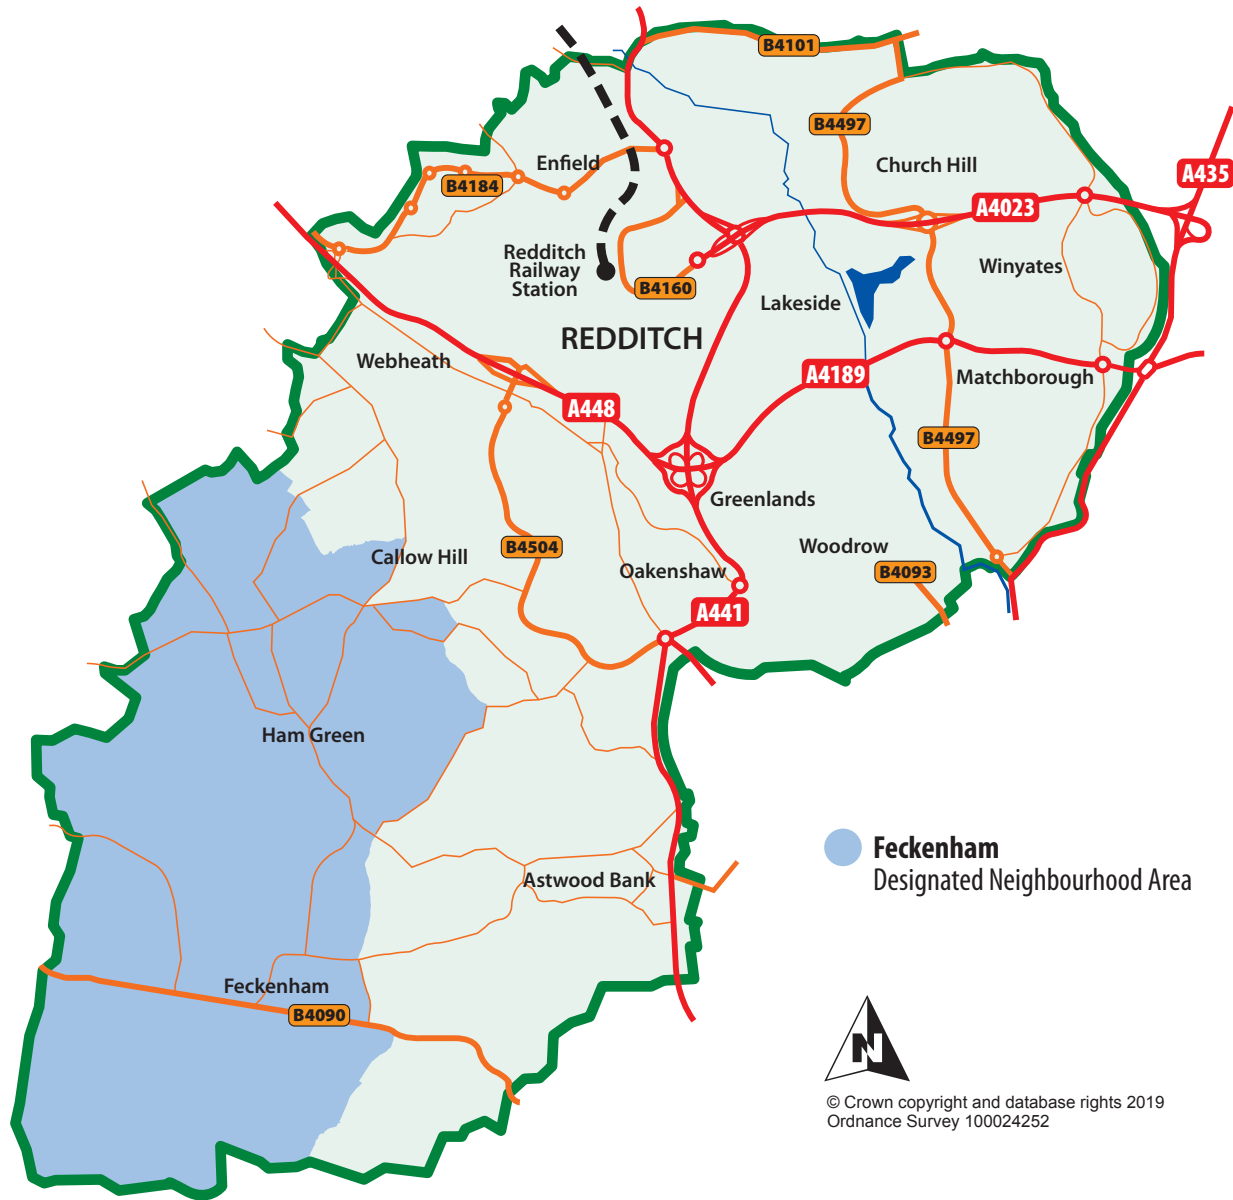 B4101
B4497
A435
Enfield
Church Hill
B4184
A4023
Redditch
Railway
Station
Winyates
B4160
Lakeside
REDDITCH
Webheath
A4189
Matchborough
A448
B4497
Greenlands
B4504
Woodrow
Callow Hill
Oakenshaw
B4093
A441
Ham Green
Feckenham
Designated Neighbourhood Area
Astwood Bank
Feckenham
B4090
N
© Crown copyright and database rights 2019
Ordnance Survey 100024252